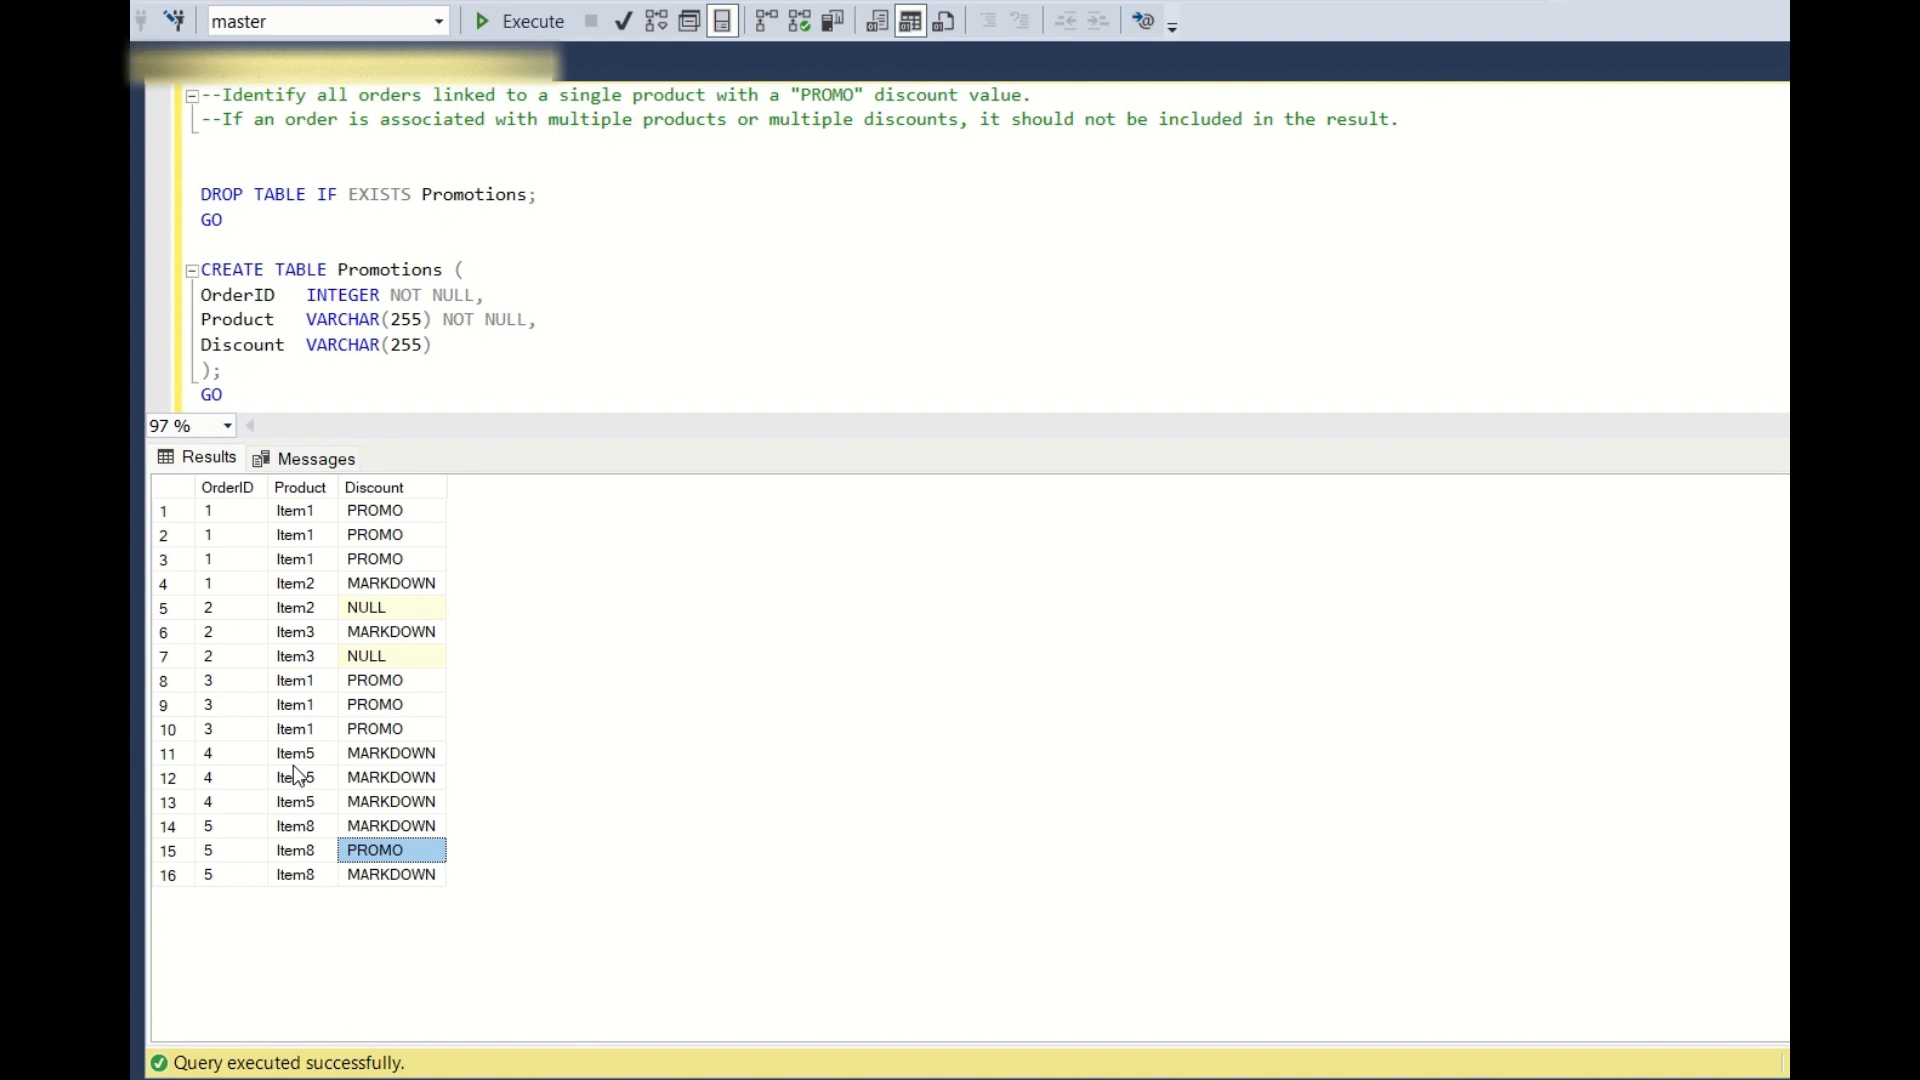 master Execute
--Identify all orders linked to a single product with a "PROMO" discount value.
--If an order is associated with multiple products or multiple discounts, it should not be included in the result.
DROP TABLE IF EXISTS Promotions;
GO
CREATE TABLE Promotions (
OrderID INTEGER NOT NULL,
Product VARCHAR(255) NOT NULL,
Discount VARCHAR(255)
);
GO
97 %
Results Messages
OrderID Product Discount
1 1 Item1 PROMO
2 1 Item1 PROMO
3 1 Item1 PROMO
4 1 Item2 MARKDOWN
5 2 Item2 NULL
6 2 Item3 MARKDOWN
7 2 Item3 NULL
8 3 Item1 PROMO
9 3 Item1 PROMO
10 3 Item1 PROMO
11 4 Item5 MARKDOWN
12 4 Item5 MARKDOWN
13 4 Item5 MARKDOWN
14 5 Item8 MARKDOWN
15 5 Item8 PROMO
16 5 Item8 MARKDOWN
Query executed successfully.